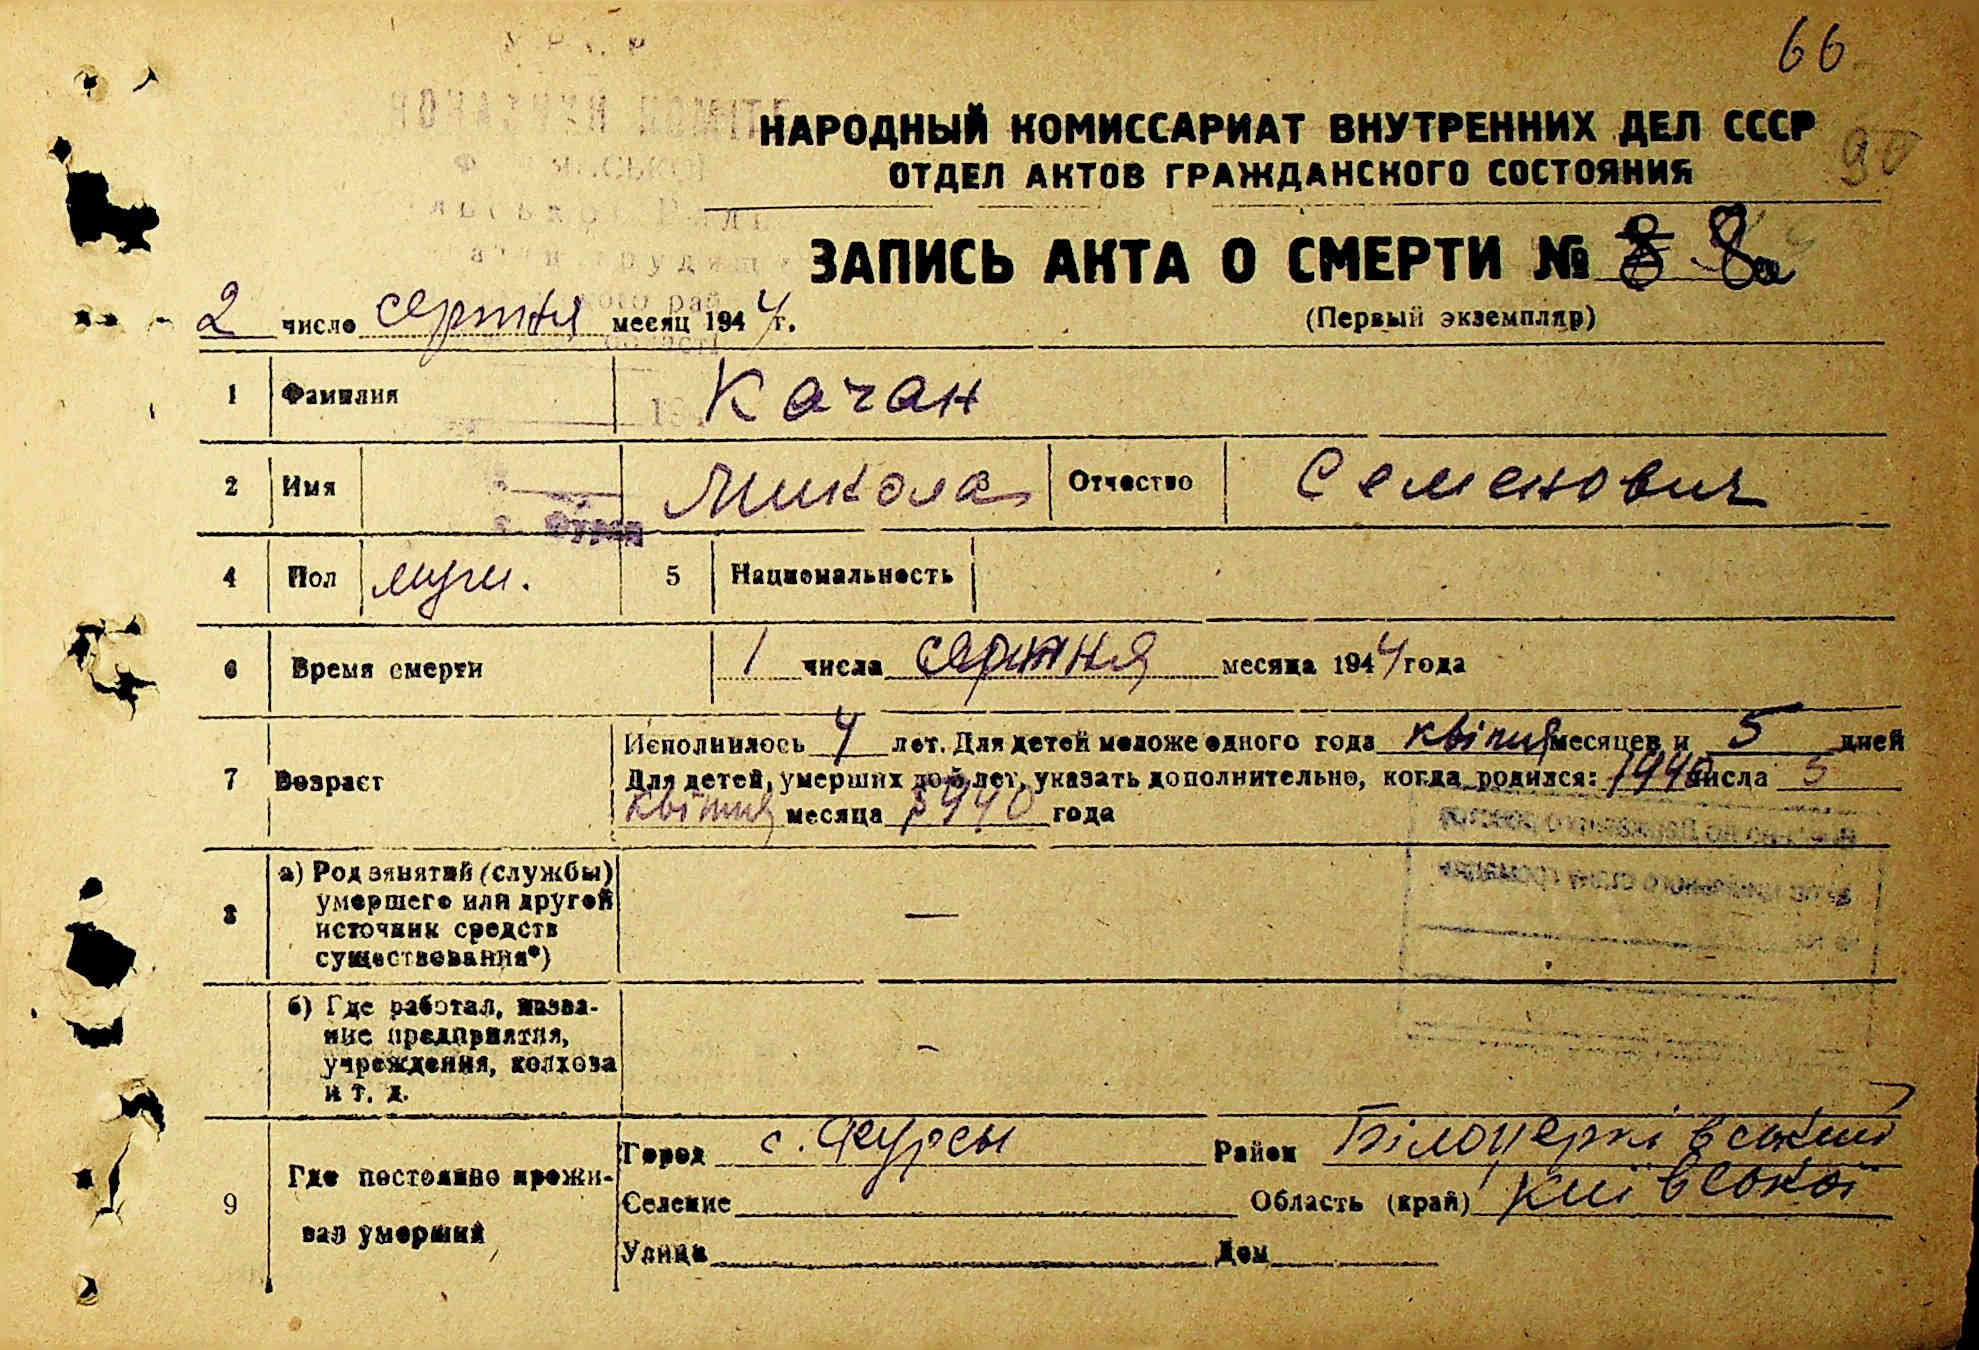 66
НАРОДНЫЙ КОМИССАРИАТ ВНУТРЕННИХ ДЕЛ СССР
90
ОТДЕЛ АКТОВ ГРАЖДАНСКОГО СОСТОЯНИЯ
ЗАПИСЬ АКТА О СМЕРТИ № 8 8а
2 число серпня месяц 1944 г.
(Первый экземпляр)
1 Фамилия Качан
2 Имя Микола Отчество Семенович
4 Пол муж. 5 Национальность
6 Время смерти 1 числа серпня месяца 1944 года
Исполнилось 4 лет. Для детей моложе одного года квітня месяцев и 5 дней
7 Возраст Для детей, умерших до 5 лет, указать дополнительно, когда родился: 1940 числа 5
квітня месяца 1940 года
а) Род занятий (службы)
умершего или другой
8 источник средств —
существования*)
б) Где работал, назва-
ние предприятия,
учреждения, колхоза –
и т. д.
Город с. Фурсы Район Білоцерківський
9 Где постоянно прожи- Селение Область (край) Київської
вал умерший Улица Дом